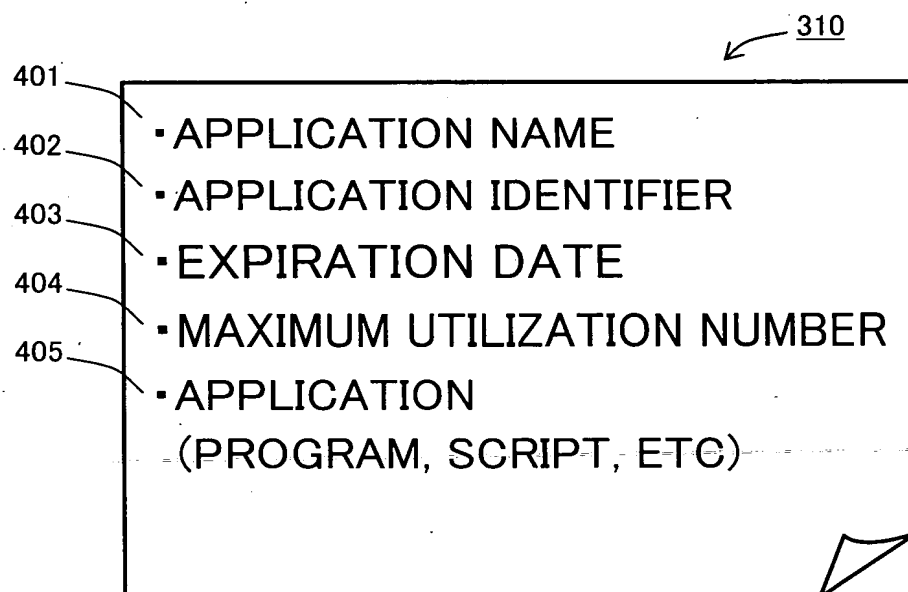 310
401
・APPLICATION NAME
402
・APPLICATION IDENTIFIER
403
・EXPIRATION DATE
404
・MAXIMUM UTILIZATION NUMBER
405
・APPLICATION
(PROGRAM, SCRIPT, ETC)